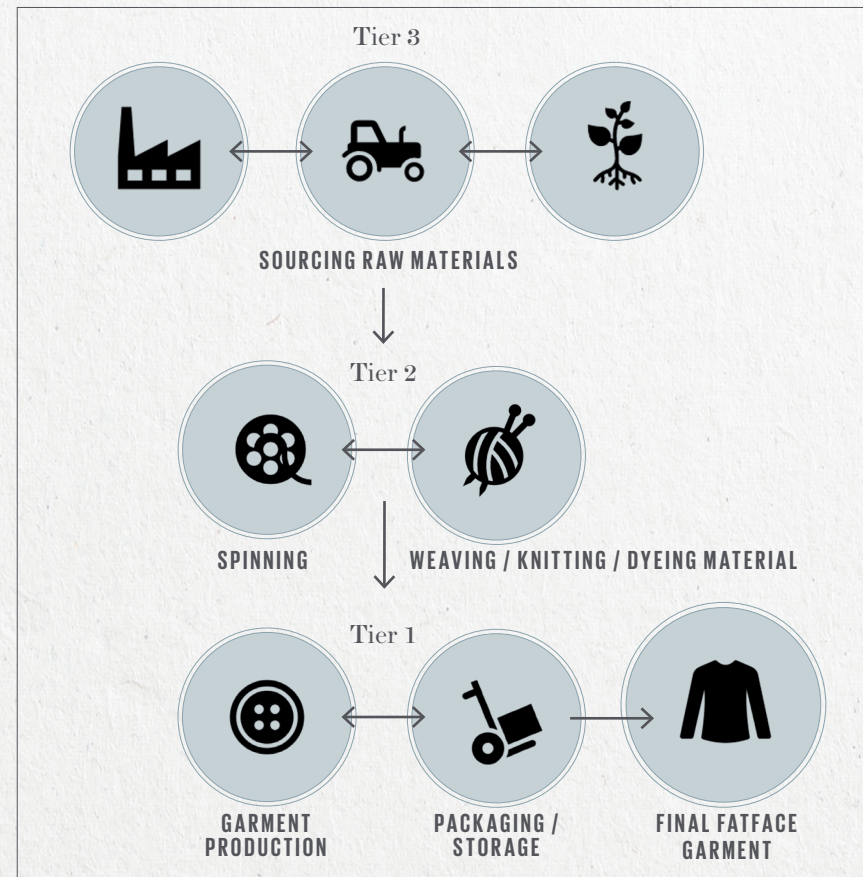 Tier 3
SOURCING RAW MATERIALS
Tier 2
SPINNING
WEAVING / KNITTING / DYEING MATERIAL
Tier 1
GARMENT
PRODUCTION
PACKAGING /
STORAGE
FINAL FATFACE
GARMENT